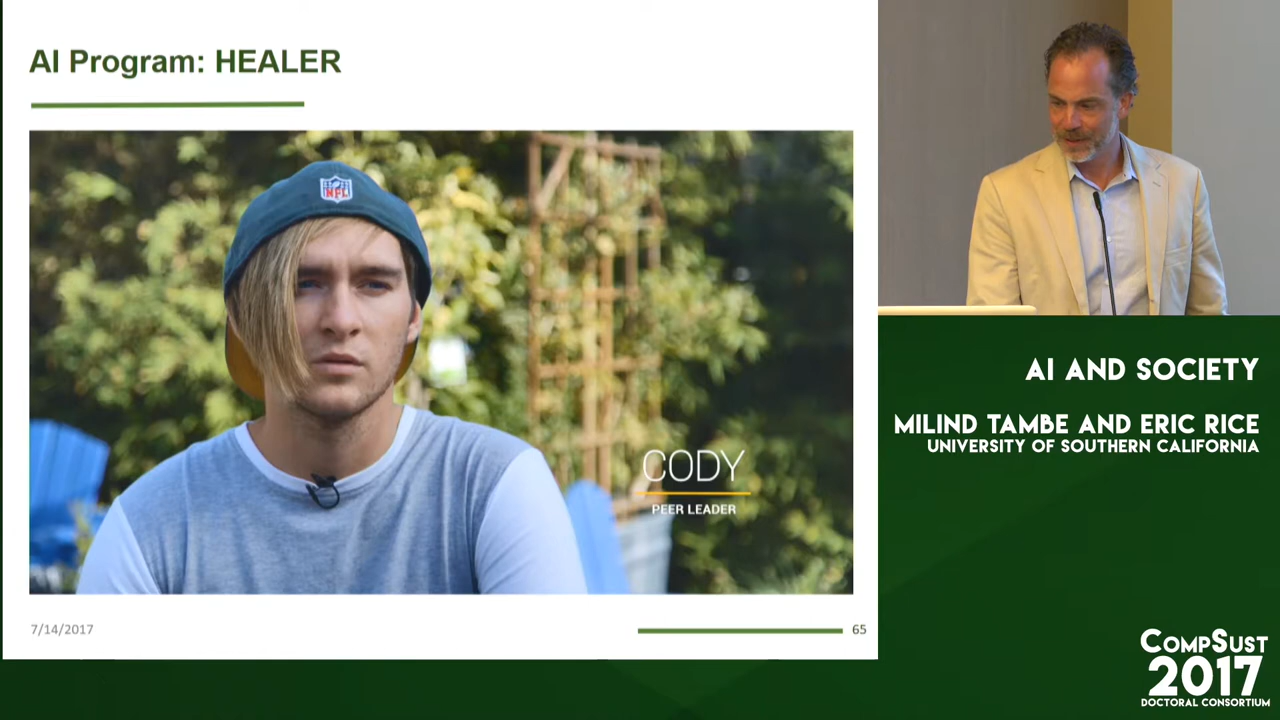 AI Program: HEALER
NFL
CODY
PEER LEADER
7/14/2017
65
AI AND SOCIETY
MILIND TAMBE AND ERIC RICE
UNIVERSITY OF SOUTHERN CALIFORNIA
COMPSUST
2017
DOCTORAL CONSORTIUM